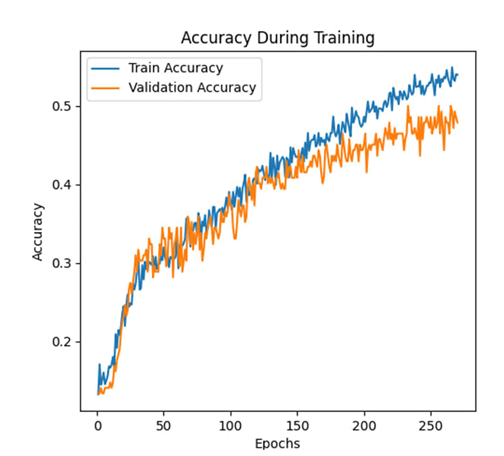 Accuracy During Training
Train Accuracy
Validation Accuracy
0.5
0.4
0.3
0.2
Accuracy
0 50 100 150 200 250
Epochs